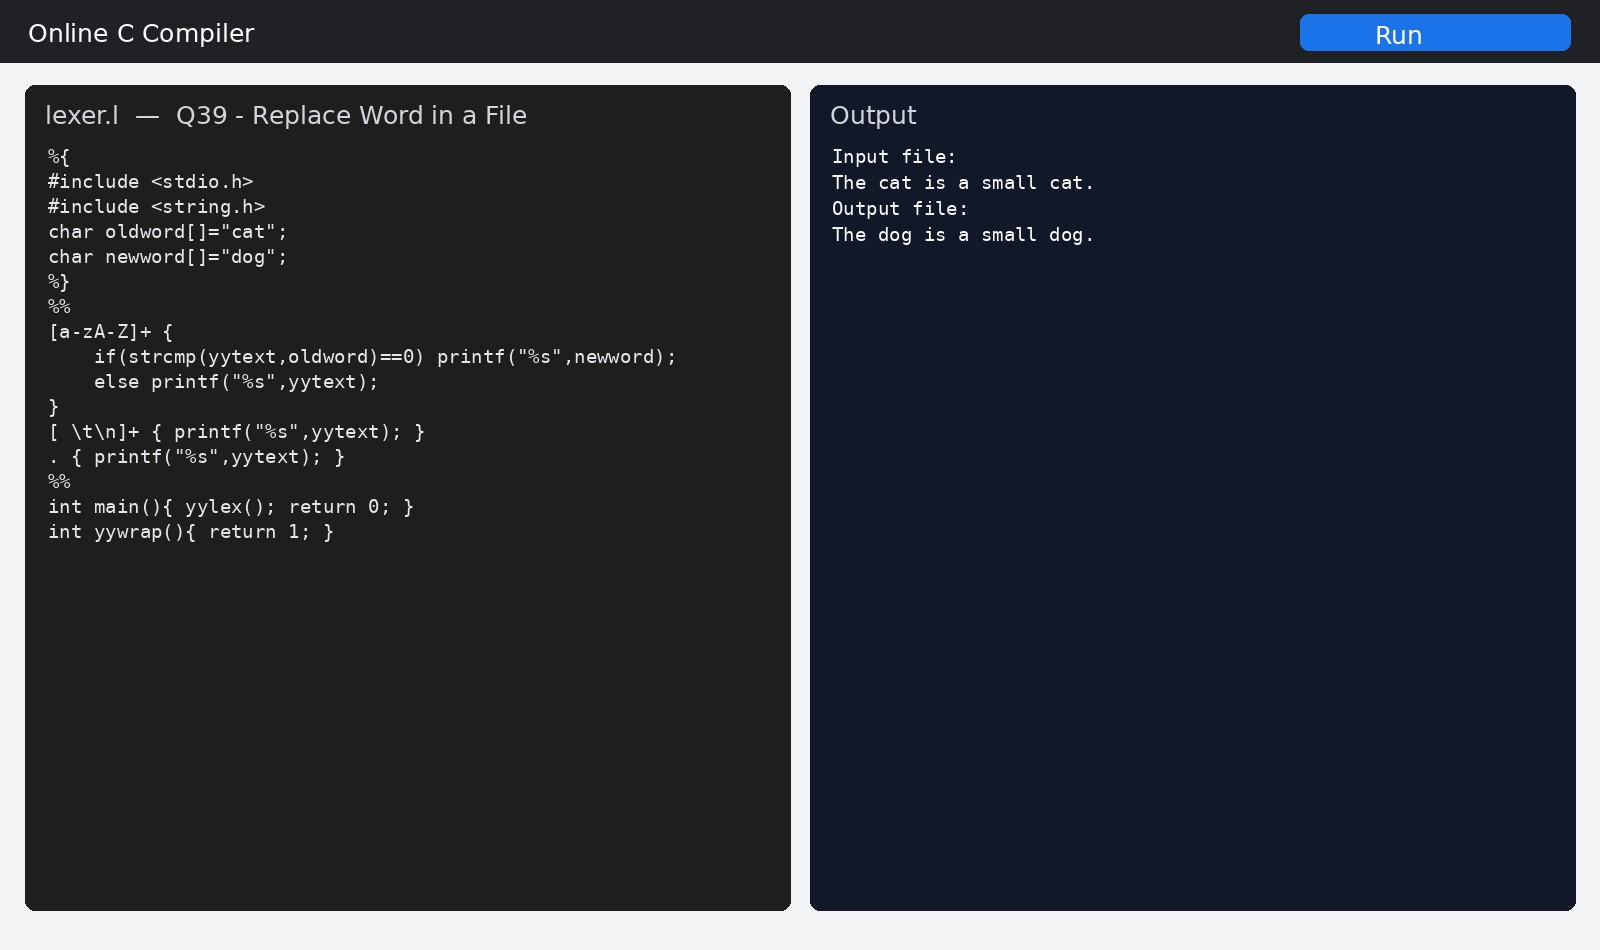 Online C Compiler
Run
lexer.l — Q39 - Replace Word in a File
%{
#include <stdio.h>
#include <string.h>
char oldword[]="cat";
char newword[]="dog";
%}
%%
[a-zA-Z]+ {
    if(strcmp(yytext,oldword)==0) printf("%s",newword);
    else printf("%s",yytext);
}
[ \t\n]+ { printf("%s",yytext); }
. { printf("%s",yytext); }
%%
int main(){ yylex(); return 0; }
int yywrap(){ return 1; }
Output
Input file:
The cat is a small cat.
Output file:
The dog is a small dog.